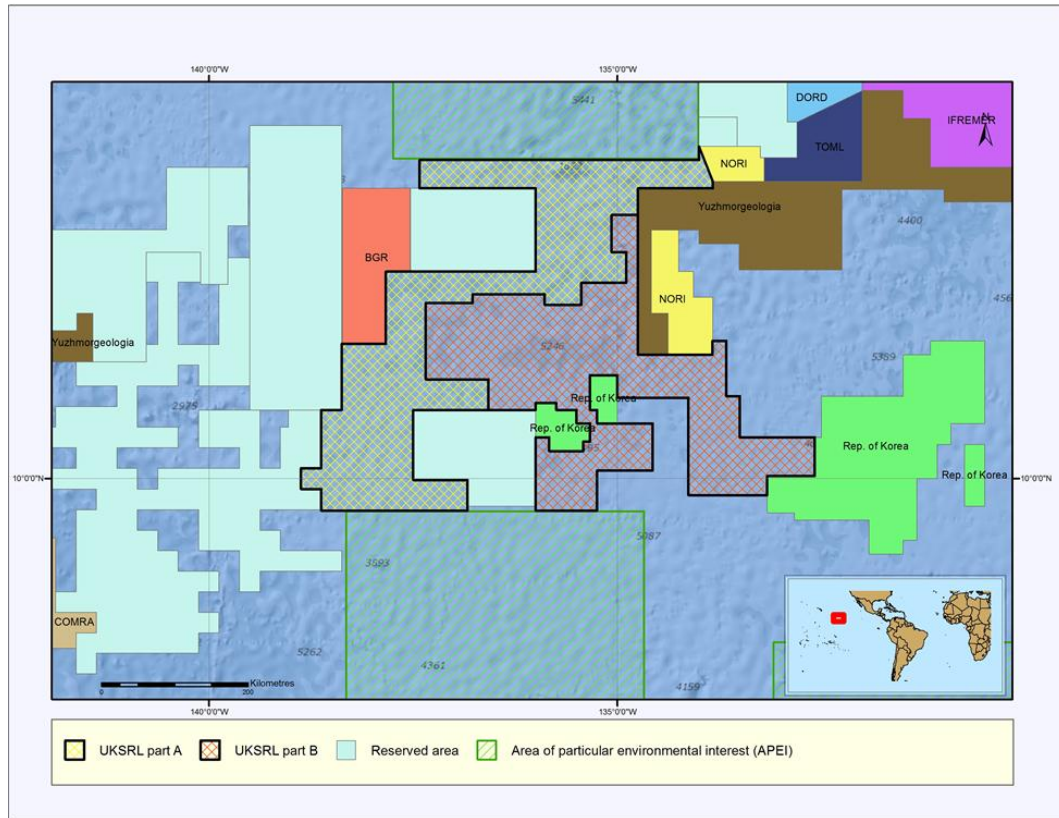 140°0'0"W
135°0'0"W
5441
DORD
IFREMER
N
TOML
NORI
Yuzhmorgeologia
4400
BGR
NORI
456
5246
Yuzhmorgeologia
5389
2975
Rep. of Korea
Rep. of Korea
Rep. of Korea
10°0'0"N
Rep. of Korea
10°0'0"N
5087
3593
COMRA
5262
4361
4159
Kilometres
0
200
140°0'0"W
135°0'0"W
UKSRL part A
UKSRL part B
Reserved area
Area of particular environmental interest (APEI)